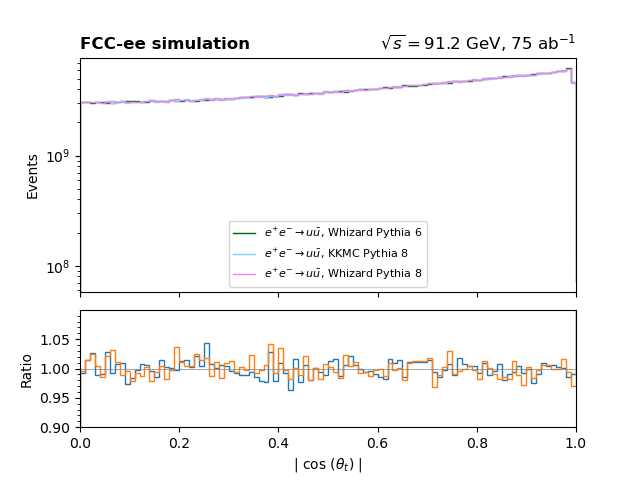 FCC-ee simulation
√s = 91.2 GeV, 75 ab⁻¹
Events
10⁹
10⁸
e⁺e⁻ → uū, Whizard Pythia 6
e⁺e⁻ → uū, KKMC Pythia 8
e⁺e⁻ → uū, Whizard Pythia 8
Ratio
1.05
1.00
0.95
0.90
0.0 0.2 0.4 0.6 0.8 1.0
| cos (θₜ) |